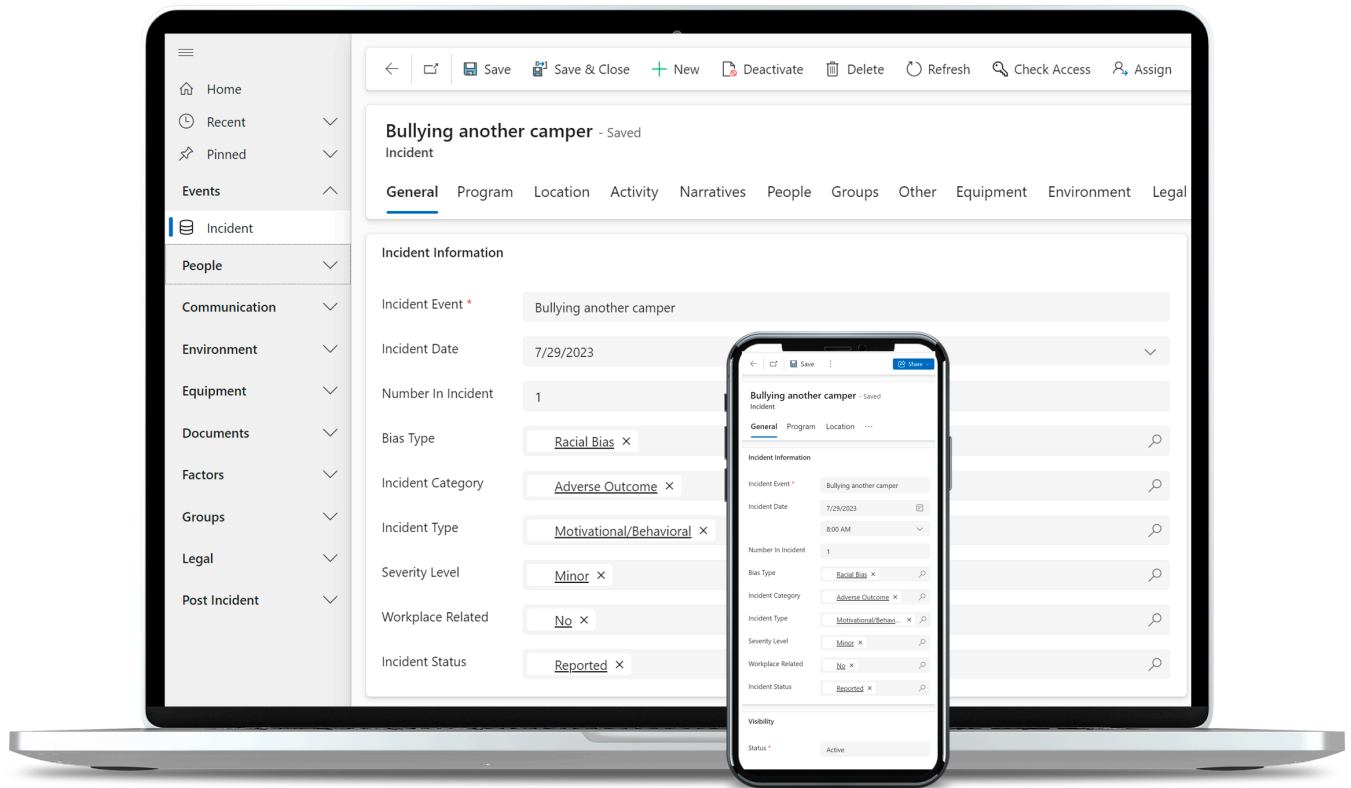 Home
Recent
Pinned
Events
Incident
People
Communication
Environment
Equipment
Documents
Factors
Groups
Legal
Post Incident
Save Save & Close New Deactivate Delete Refresh Check Access Assign
Bullying another camper - Saved
Incident
General Program Location Activity Narratives People Groups Other Equipment Environment Legal
Incident Information
Incident Event * Bullying another camper
Incident Date 7/29/2023
Number In Incident 1
Bias Type Racial Bias ×
Incident Category Adverse Outcome ×
Incident Type Motivational/Behavioral ×
Severity Level Minor ×
Workplace Related No ×
Incident Status Reported ×
Save Share
Bullying another camper - Saved
Incident
General Program Location ...
Incident Information
Incident Event * Bullying another camper
Incident Date 7/29/2023
8:00 AM
Number In Incident 1
Bias Type Racial Bias ×
Incident Category Adverse Outcome ×
Incident Type Motivational/Behavi... ×
Severity Level Minor ×
Workplace Related No ×
Incident Status Reported ×
Visibility
Status * Active